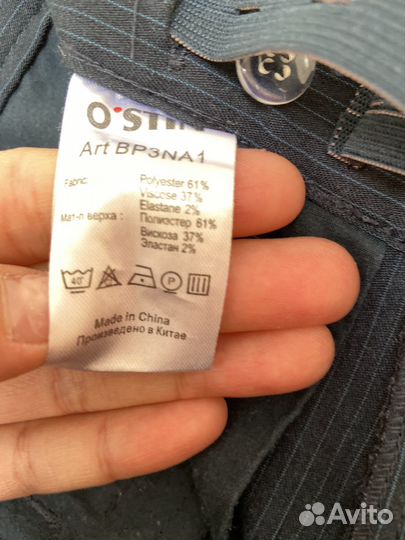 O'STIN
Art BP3NA1
Fabric: Polyester 61%
Viscose 37%
Elastane 2%
Мат-л верха : Полиэстер 61%
Вискоза 37%
Эластан 2%
40°
Made in China
Произведено в Китае
Avito